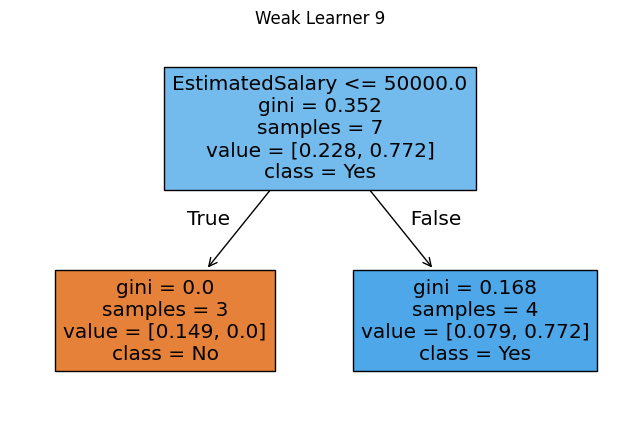 Weak Learner 9
EstimatedSalary <= 50000.0
gini = 0.352
samples = 7
value = [0.228, 0.772]
class = Yes
True
False
gini = 0.0
samples = 3
value = [0.149, 0.0]
class = No
gini = 0.168
samples = 4
value = [0.079, 0.772]
class = Yes